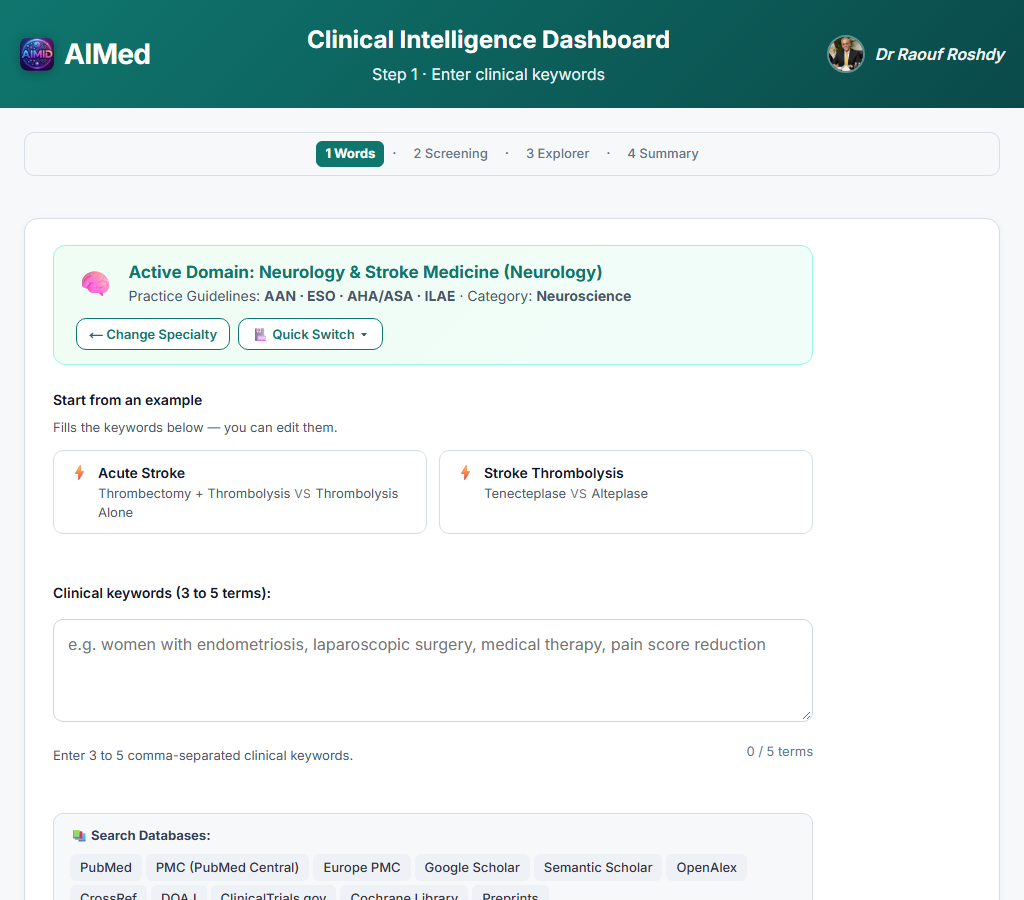 AIMID
AIMed
Clinical Intelligence Dashboard
Step 1 · Enter clinical keywords
Dr Raouf Roshdy
1 Words · 2 Screening · 3 Explorer · 4 Summary
Active Domain: Neurology & Stroke Medicine (Neurology)
Practice Guidelines: AAN · ESO · AHA/ASA · ILAE · Category: Neuroscience
← Change Specialty
Quick Switch
Start from an example
Fills the keywords below — you can edit them.
Acute Stroke
Thrombectomy + Thrombolysis VS Thrombolysis
Alone
Stroke Thrombolysis
Tenecteplase VS Alteplase
Clinical keywords (3 to 5 terms):
e.g. women with endometriosis, laparoscopic surgery, medical therapy, pain score reduction
Enter 3 to 5 comma-separated clinical keywords.
0 / 5 terms
Search Databases:
PubMed PMC (PubMed Central) Europe PMC Google Scholar Semantic Scholar OpenAlex
CrossRef DOAJ ClinicalTrials.gov Cochrane Library Preprints